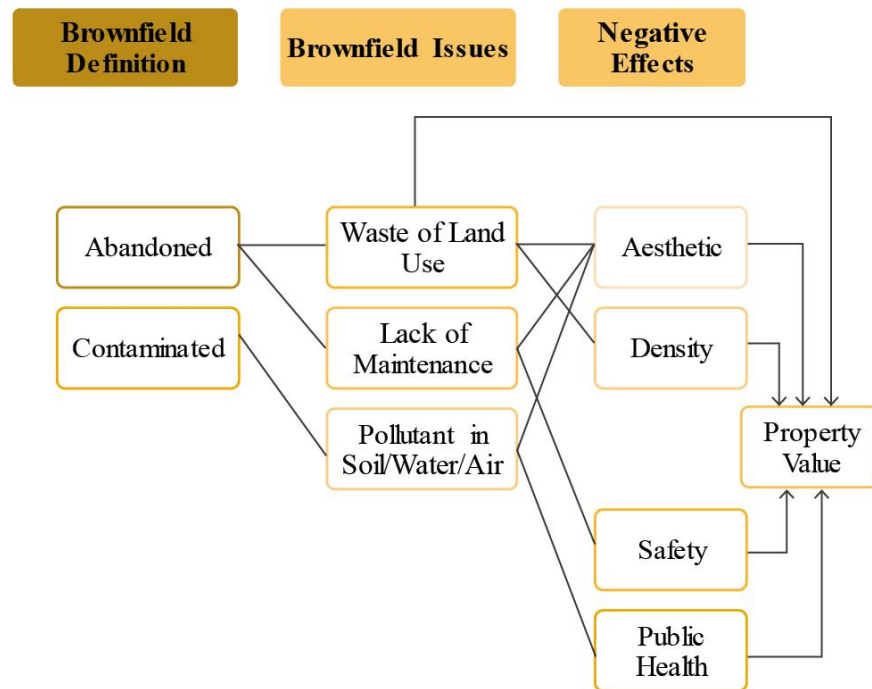 Brownfield
Definition
Brownfield Issues
Negative
Effects
Abandoned
Waste of Land
Use
Aesthetic
Contaminated
Lack of
Maintenance
Density
Pollutant in
Soil/Water/Air
Property
Value
Safety
Public
Health